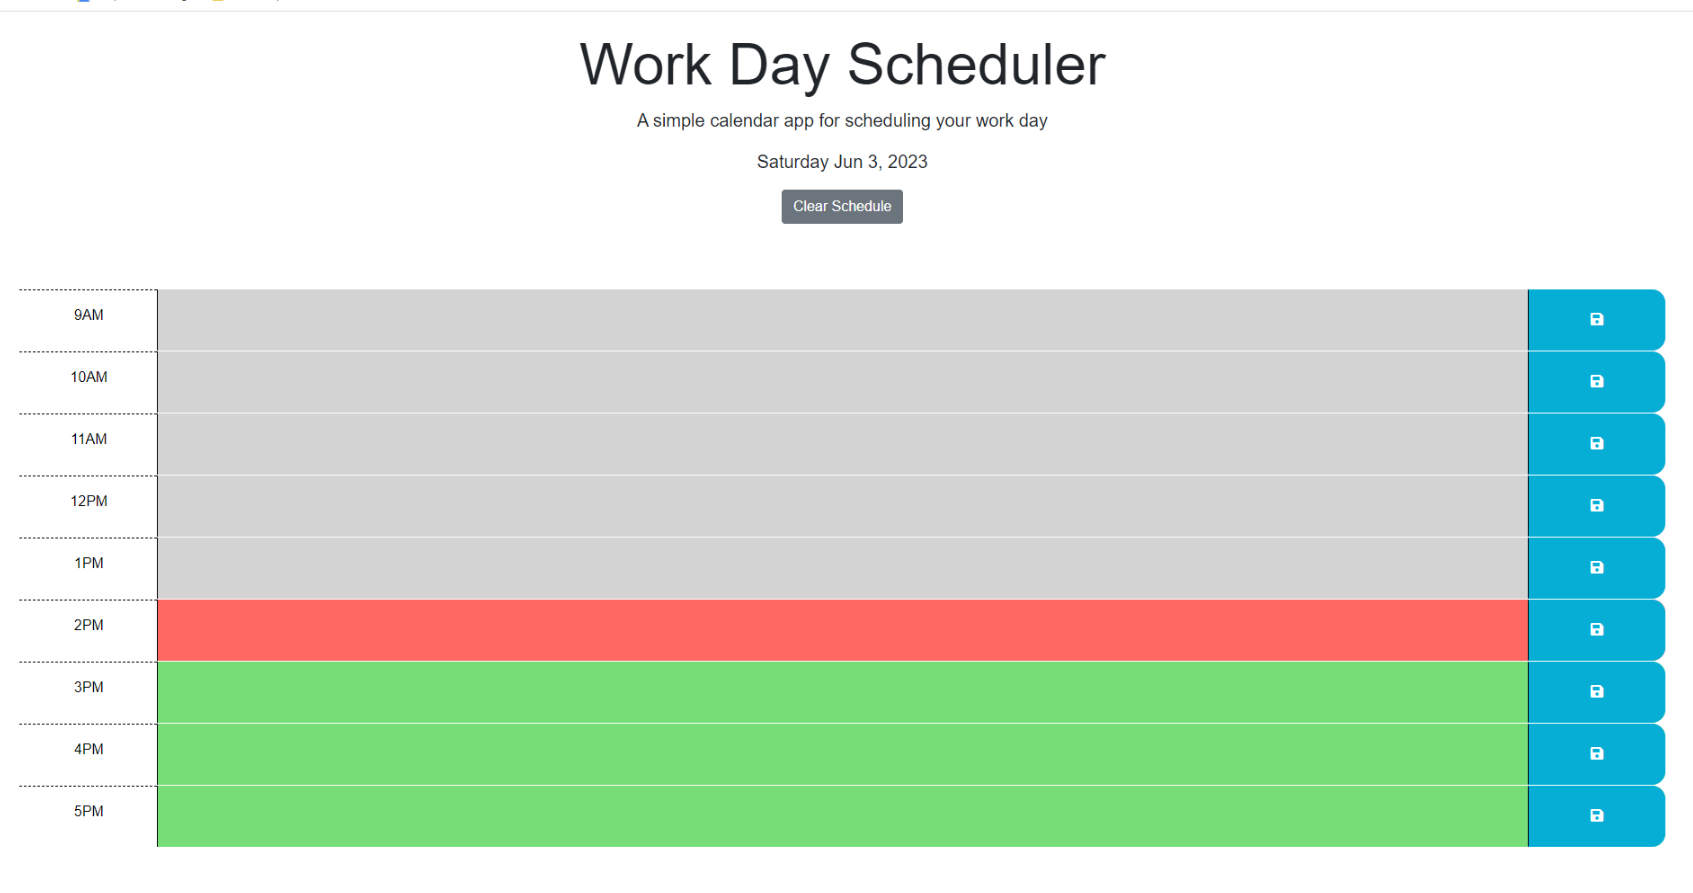 Work Day Scheduler
A simple calendar app for scheduling your work day
Saturday Jun 3, 2023
Clear Schedule
9AM
10AM
11AM
12PM
1PM
2PM
3PM
4PM
5PM